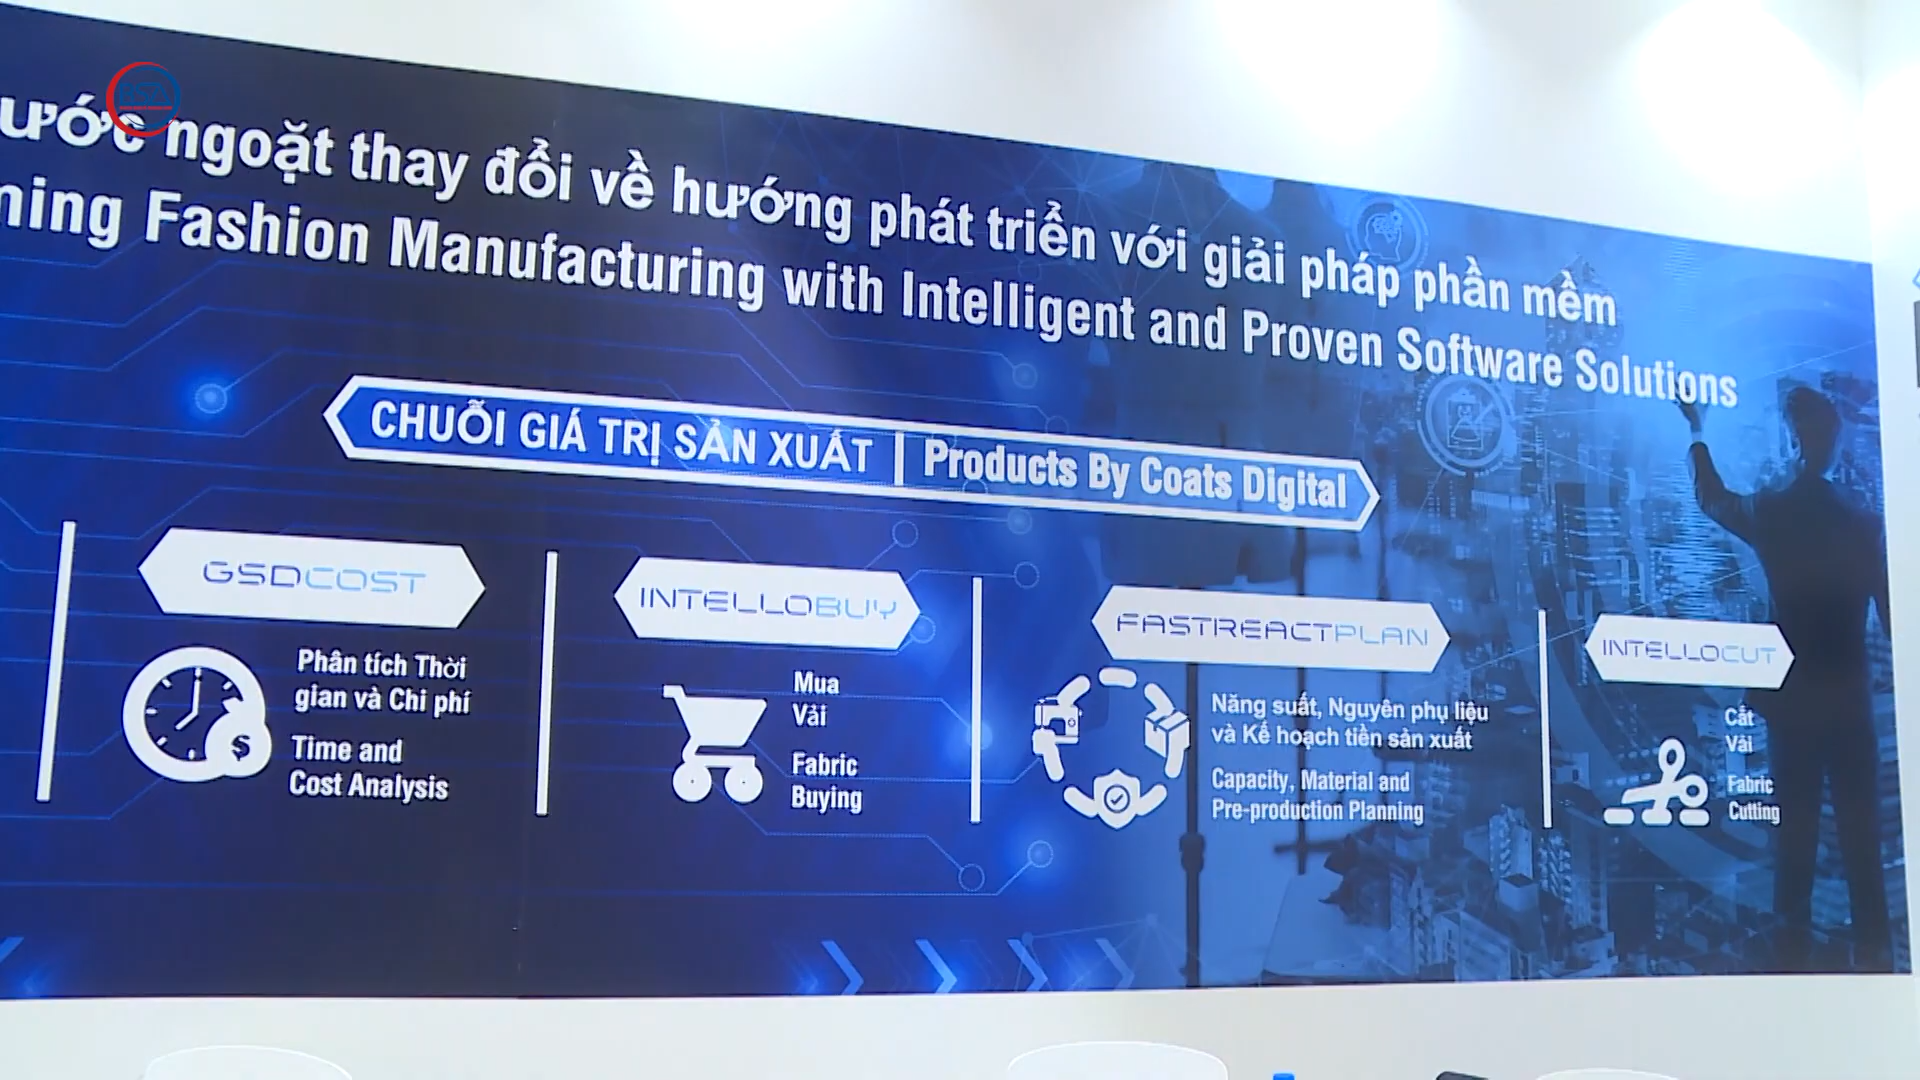 ước ngoặt thay đổi về hướng phát triển với giải pháp phần mềm
ning Fashion Manufacturing with Intelligent and Proven Software Solutions
CHUỖI GIÁ TRỊ SẢN XUẤT | Products By Coats Digital
GSDCOST
Phân tích Thời
gian và Chi phí
Time and
Cost Analysis
INTELLOBUY
Mua
Vải
Fabric
Buying
FASTREACTPLAN
Năng suất, Nguyên phụ liệu
và Kế hoạch tiền sản xuất
Capacity, Material and
Pre-production Planning
INTELLOCUT
Cắt
Vải
Fabric
Cutting